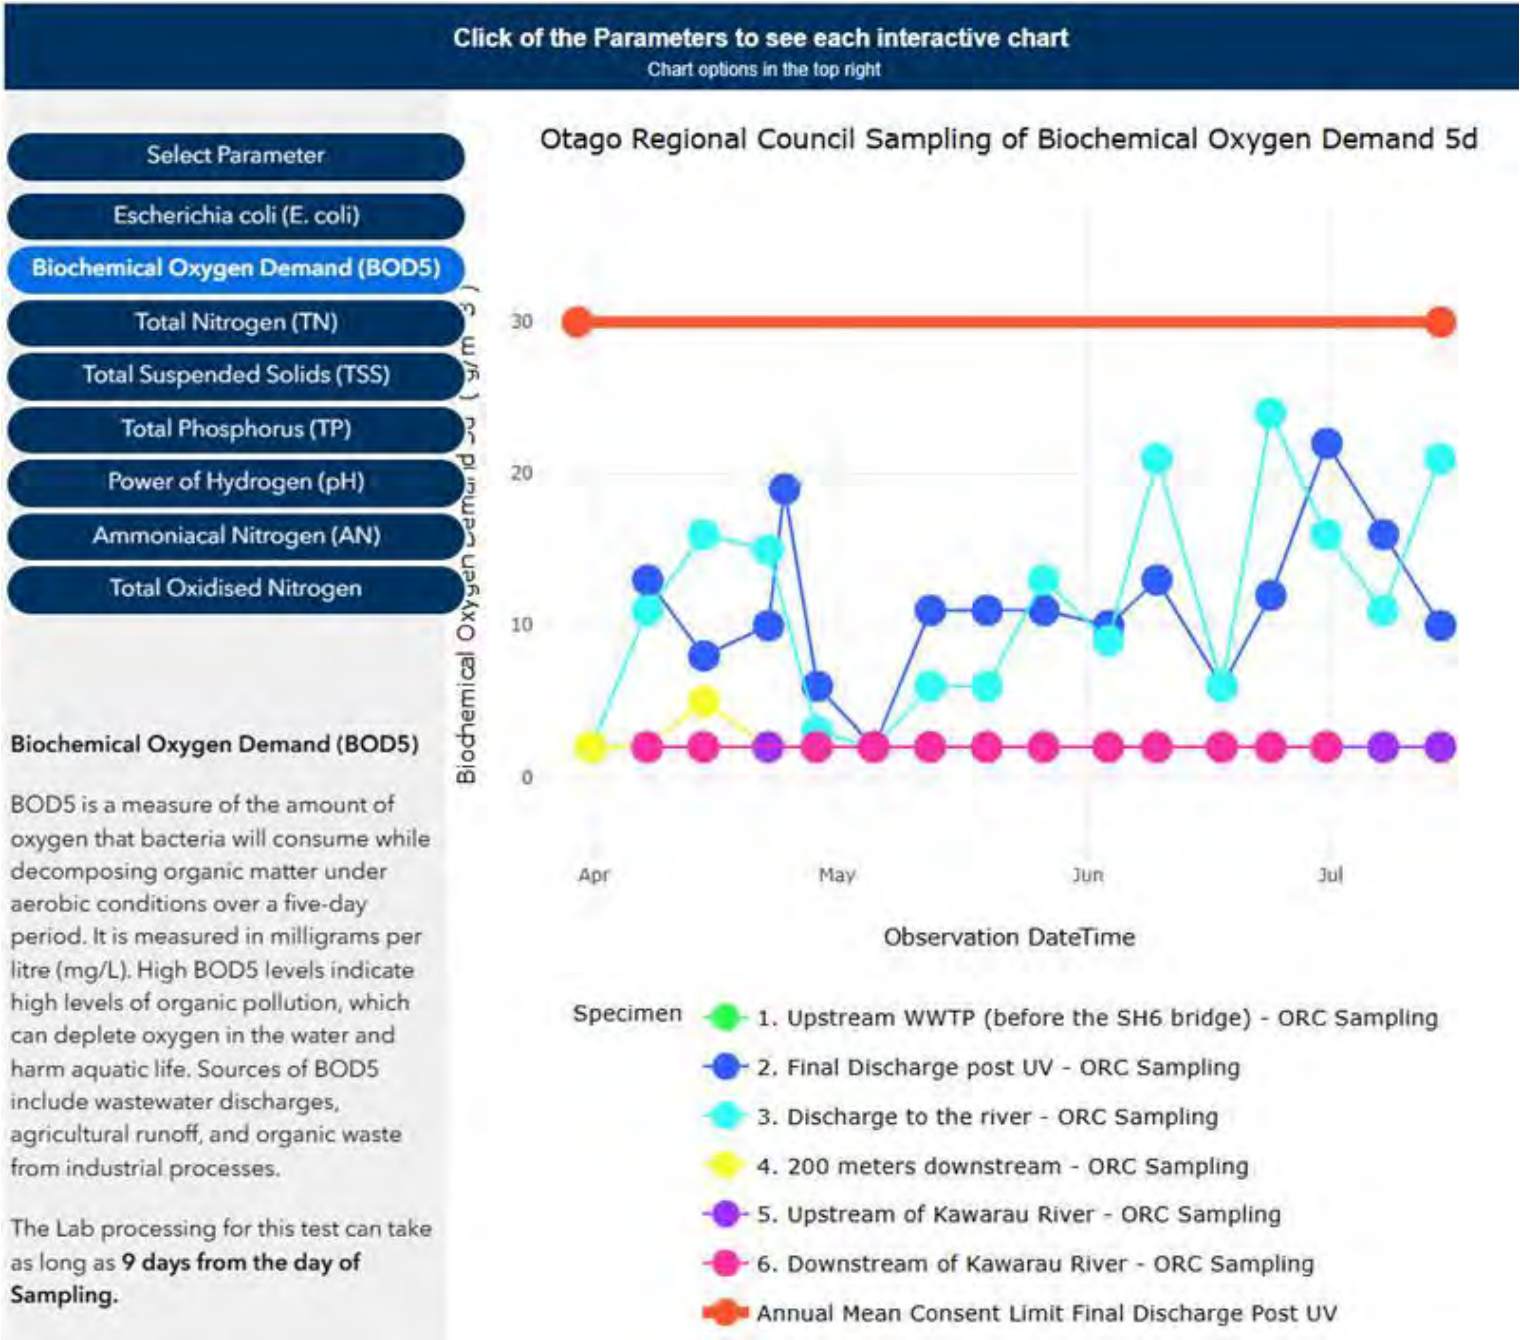 Click of the Parameters to see each interactive chart
Chart options in the top right
Select Parameter
Escherichia coli (E. coli)
Biochemical Oxygen Demand (BOD5)
Total Nitrogen (TN)
Total Suspended Solids (TSS)
Total Phosphorus (TP)
Power of Hydrogen (pH)
Ammoniacal Nitrogen (AN)
Total Oxidised Nitrogen
Biochemical Oxygen Demand (BOD5)
BOD5 is a measure of the amount of
oxygen that bacteria will consume while
decomposing organic matter under
aerobic conditions over a five-day
period. It is measured in milligrams per
litre (mg/L). High BOD5 levels indicate
high levels of organic pollution, which
can deplete oxygen in the water and
harm aquatic life. Sources of BOD5
include wastewater discharges,
agricultural runoff, and organic waste
from industrial processes.
The Lab processing for this test can take
as long as 9 days from the day of
Sampling.
Otago Regional Council Sampling of Biochemical Oxygen Demand 5d
Biochemical Oxygen
30
20
10
0
Apr
May
Jun
Jul
Observation DateTime
Specimen
1. Upstream WWTP (before the SH6 bridge) - ORC Sampling
2. Final Discharge post UV - ORC Sampling
3. Discharge to the river - ORC Sampling
4. 200 meters downstream - ORC Sampling
5. Upstream of Kawarau River - ORC Sampling
6. Downstream of Kawarau River - ORC Sampling
Annual Mean Consent Limit Final Discharge Post UV